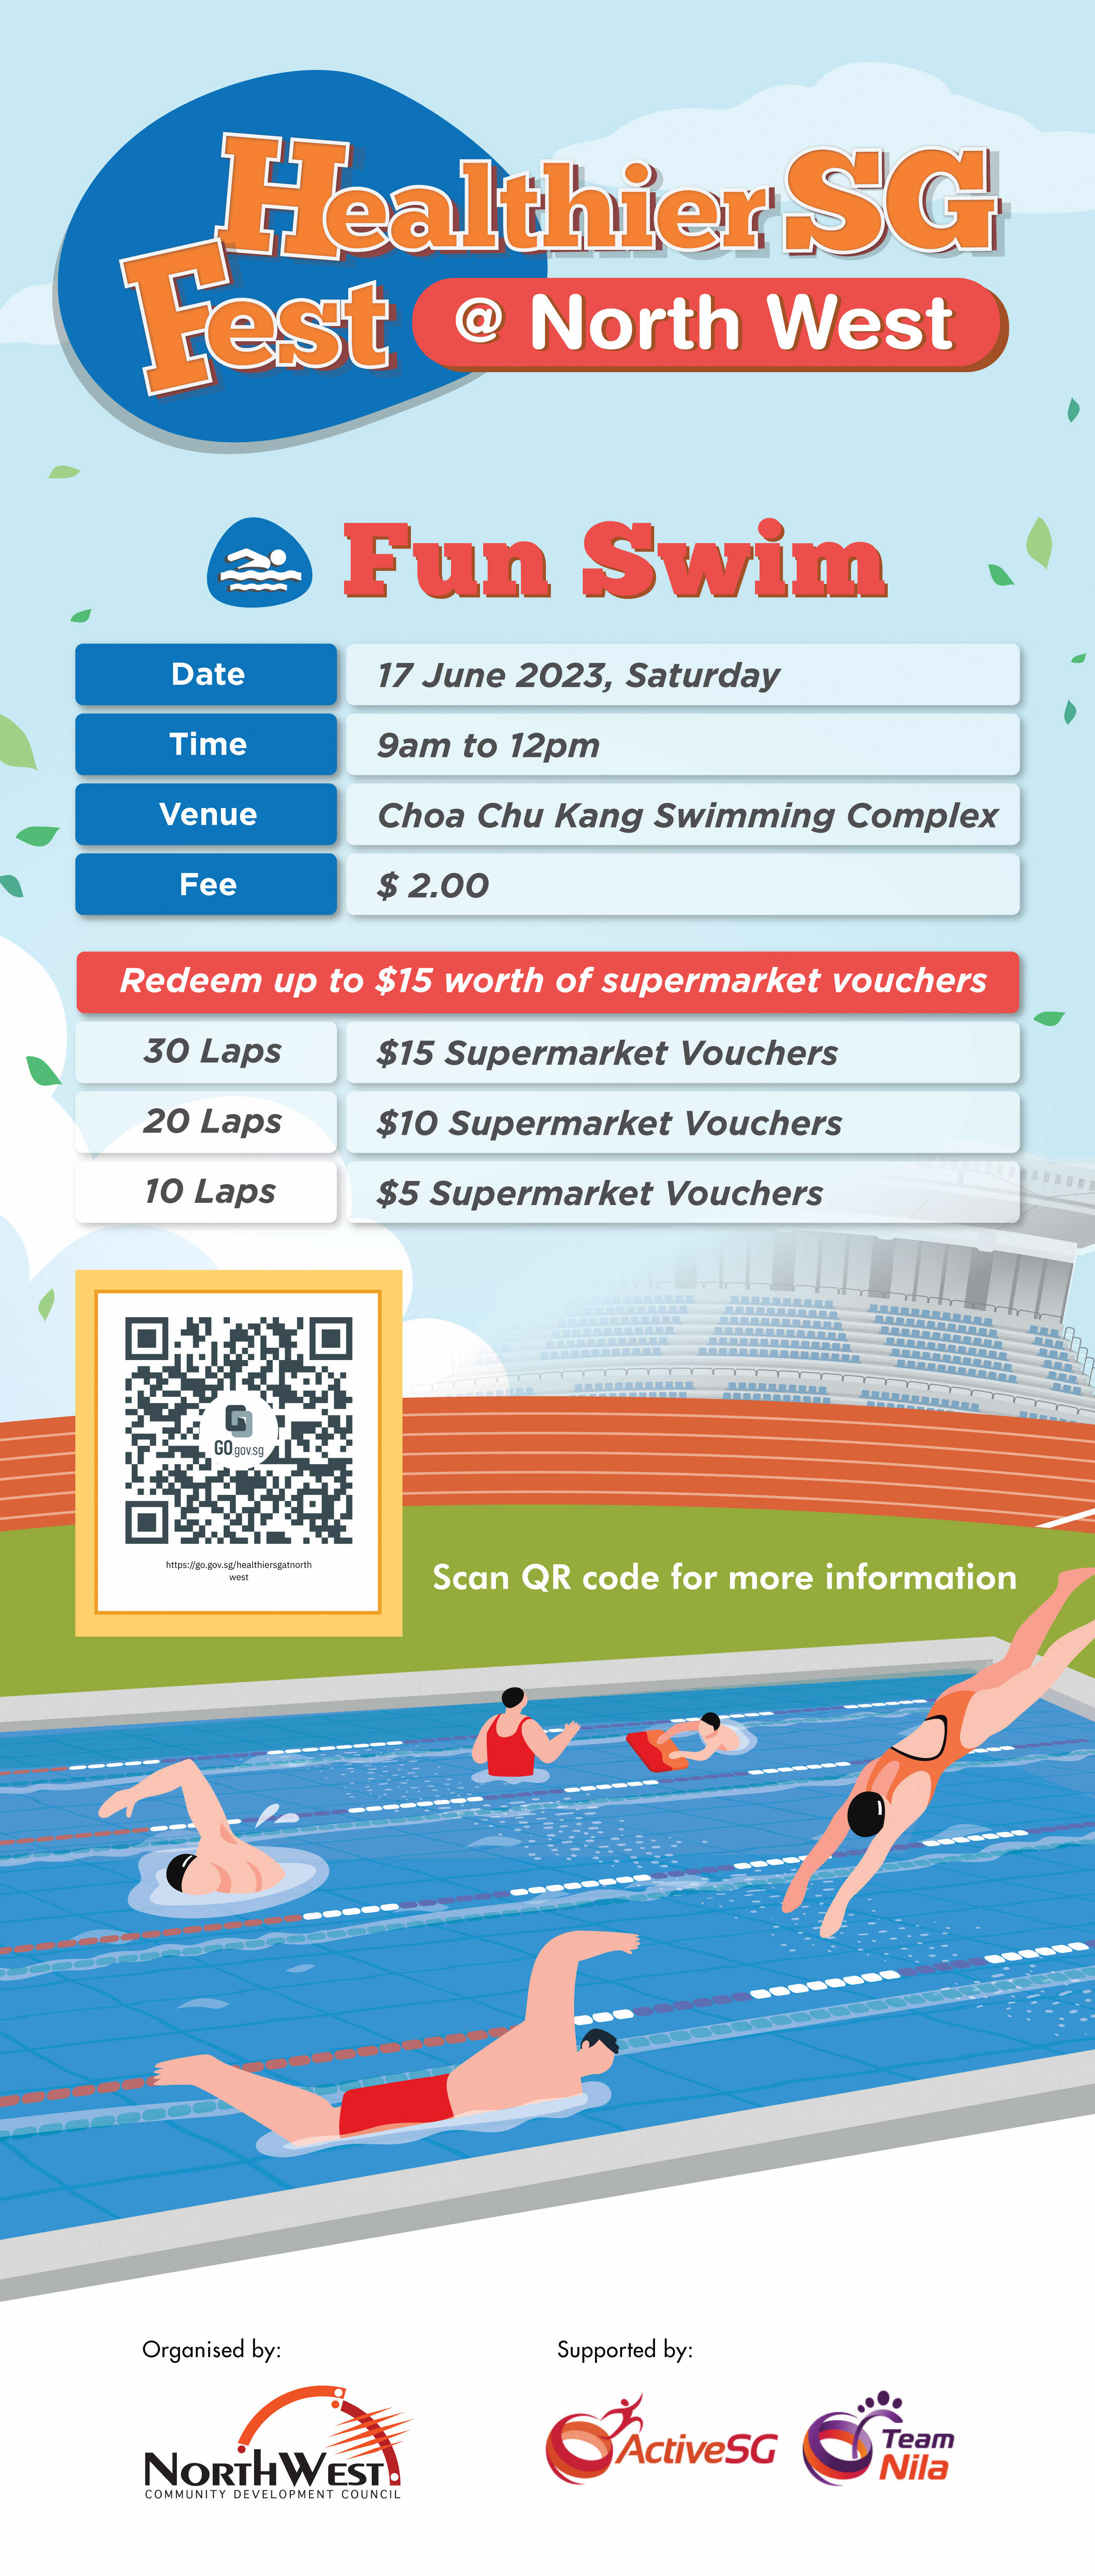 Healthier SG
Fest @ North West
Fun Swim
Date 17 June 2023, Saturday
Time 9am to 12pm
Venue Choa Chu Kang Swimming Complex
Fee $ 2.00
Redeem up to $15 worth of supermarket vouchers
30 Laps $15 Supermarket Vouchers
20 Laps $10 Supermarket Vouchers
10 Laps $5 Supermarket Vouchers
GO.gov.sg
https://go.gov.sg/healthiersgatnorth
west
Scan QR code for more information
Organised by:
Supported by:
NORTHWEST
COMMUNITY DEVELOPMENT COUNCIL
ActiveSG
Team
Nila